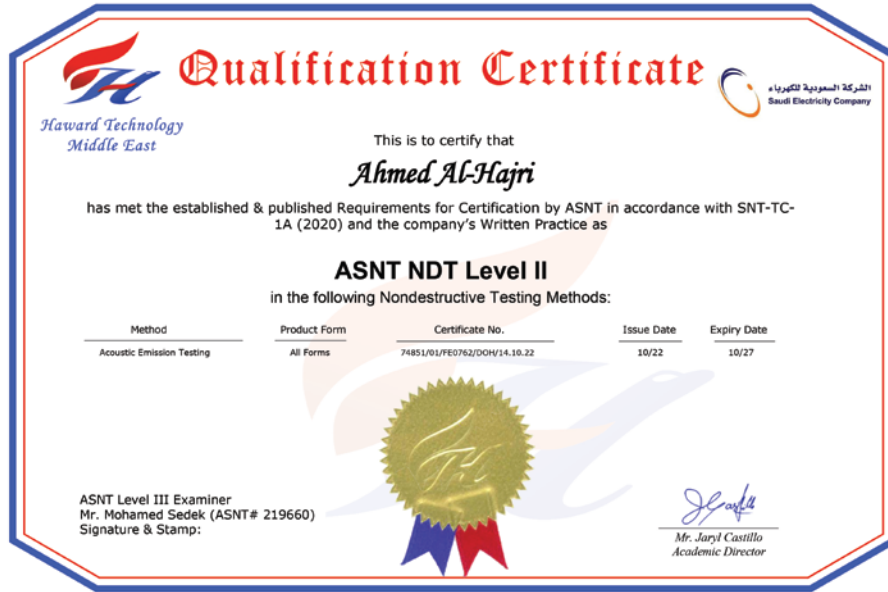 Qualification Certificate
Haward Technology
Middle East
الشركة السعودية للكهرباء
Saudi Electricity Company
This is to certify that
Ahmed Al-Hajri
has met the established & published Requirements for Certification by ASNT in accordance with SNT-TC-
1A (2020) and the company's Written Practice as
ASNT NDT Level II
in the following Nondestructive Testing Methods:
Method Product Form Certificate No. Issue Date Expiry Date
Acoustic Emission Testing All Forms 74851/01/FE0762/DOH/14.10.22 10/22 10/27
ASNT Level III Examiner
Mr. Mohamed Sedek (ASNT# 219660)
Signature & Stamp:
Mr. Jaryl Castillo
Academic Director